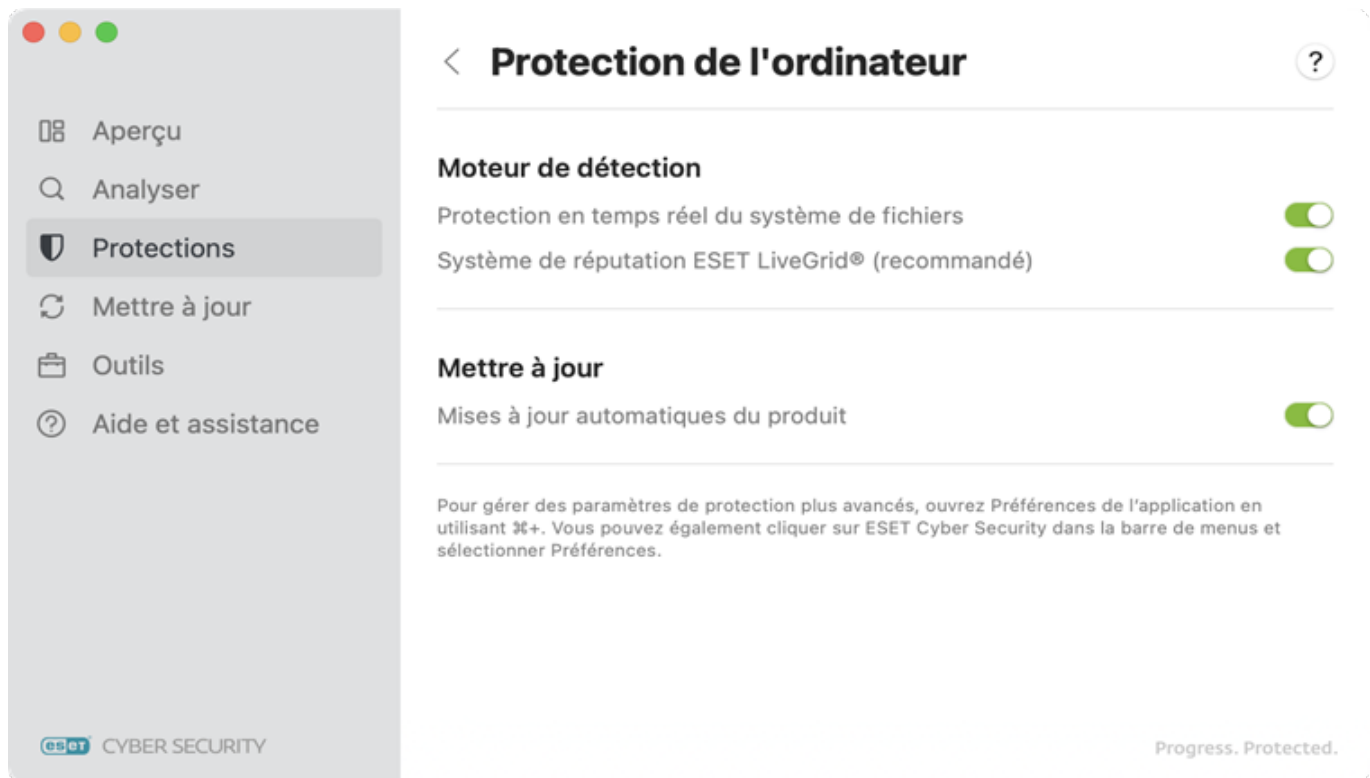 Protection de l'ordinateur
?
Aperçu
Analyser
Protections
Mettre à jour
Outils
Aide et assistance
Moteur de détection
Protection en temps réel du système de fichiers
Système de réputation ESET LiveGrid® (recommandé)
Mettre à jour
Mises à jour automatiques du produit
Pour gérer des paramètres de protection plus avancés, ouvrez Préférences de l'application en
utilisant ⌘+. Vous pouvez également cliquer sur ESET Cyber Security dans la barre de menus et
sélectionner Préférences.
eset CYBER SECURITY
Progress. Protected.